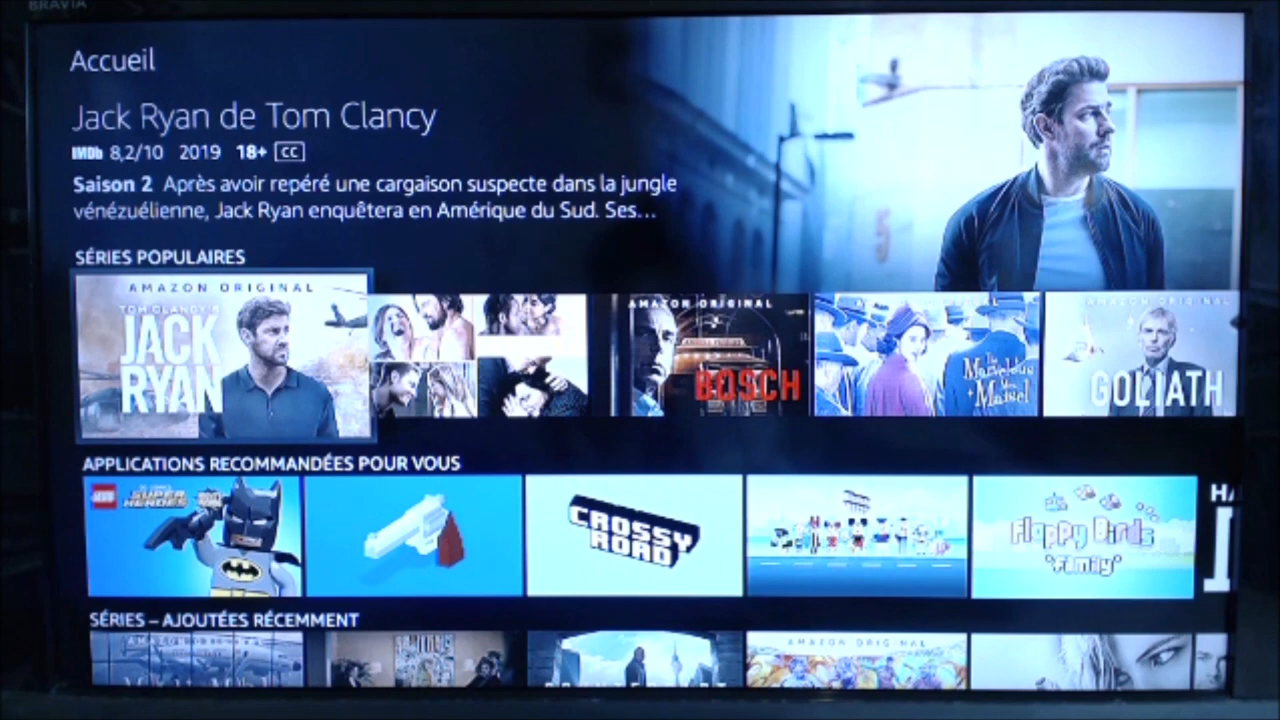 BRAVIA
Accueil
Jack Ryan de Tom Clancy
IMDb 8,2/10 2019 18+ CC
Saison 2 Après avoir repéré une cargaison suspecte dans la jungle
vénézuélienne, Jack Ryan enquêtera en Amérique du Sud. Ses...
SÉRIES POPULAIRES
AMAZON ORIGINAL
TOM CLANCY'S
JACK
RYAN
AMAZON ORIGINAL
BOSCH
The
Marvelous
Mrs.
Maisel
AMAZON ORIGINAL
GOLIATH
APPLICATIONS RECOMMANDÉES POUR VOUS
LEGO
SUPER
HEROES
CROSSY
ROAD
Flappy Birds
"Family"
SÉRIES – AJOUTÉES RÉCEMMENT
AMAZON ORIGINAL
AMAZON ORIGINAL